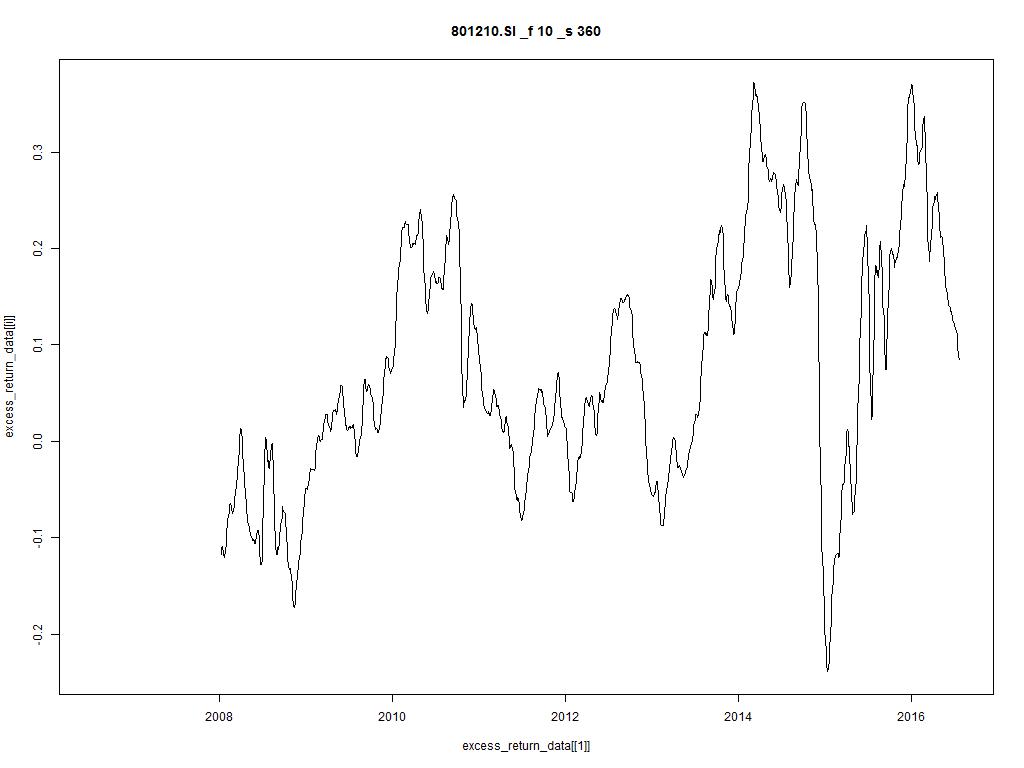 801210.SI _f 10 _s 360
excess_return_data[[i]]
0.3
0.2
0.1
0.0
-0.1
-0.2
2008 2010 2012 2014 2016
excess_return_data[[1]]